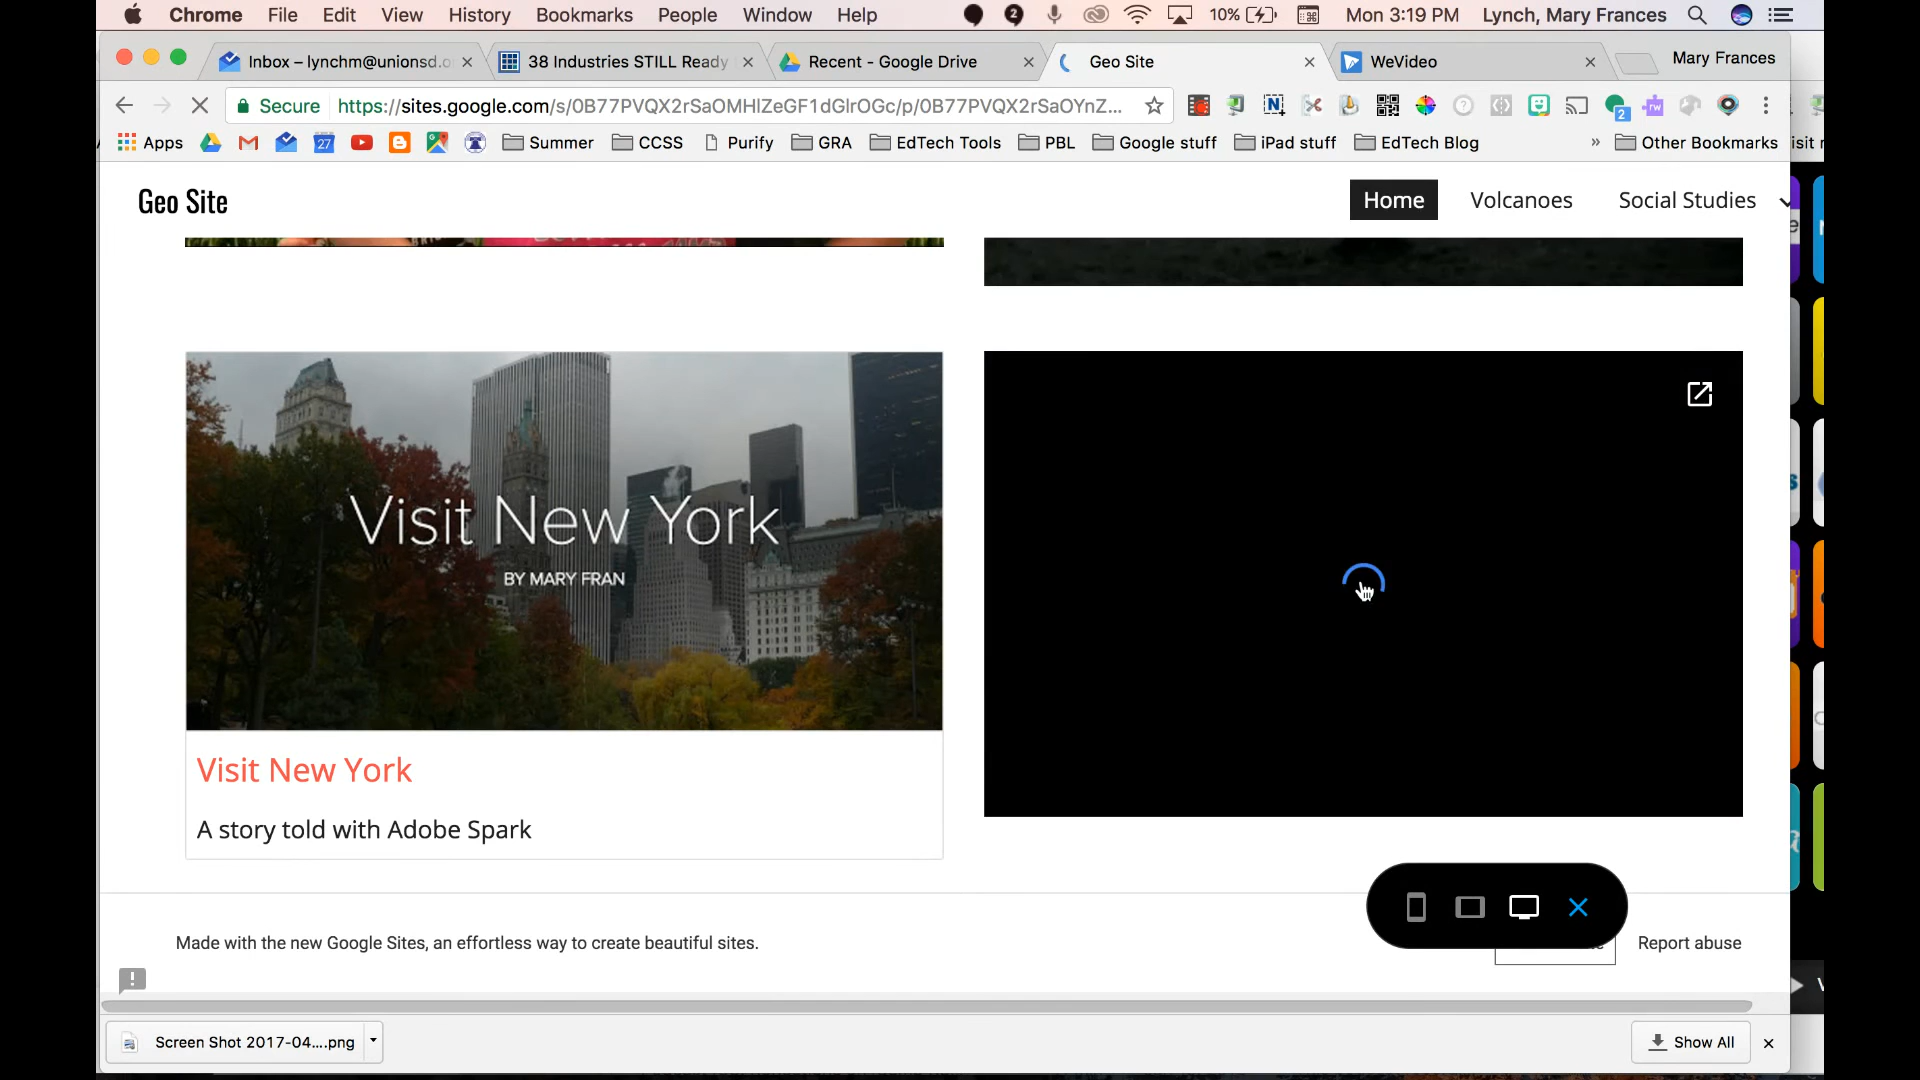 Chrome File Edit View History Bookmarks People Window Help 2 10% Mon 3:19 PM Lynch, Mary Frances
Inbox – lynchm@unionsd.o 38 Industries STILL Ready Recent - Google Drive Geo Site WeVideo Mary Frances
Secure https://sites.google.com/s/0B77PVQX2rSaOMHlZeGF1dGlrOGc/p/0B77PVQX2rSaOYnZ... 2
Apps 27 Summer CCSS Purify GRA EdTech Tools PBL Google stuff iPad stuff EdTech Blog » Other Bookmarks
Geo Site Home Volcanoes Social Studies
Visit New York
BY MARY FRAN
Visit New York
A story told with Adobe Spark
Made with the new Google Sites, an effortless way to create beautiful sites. Report abuse
Screen Shot 2017-04....png Show All